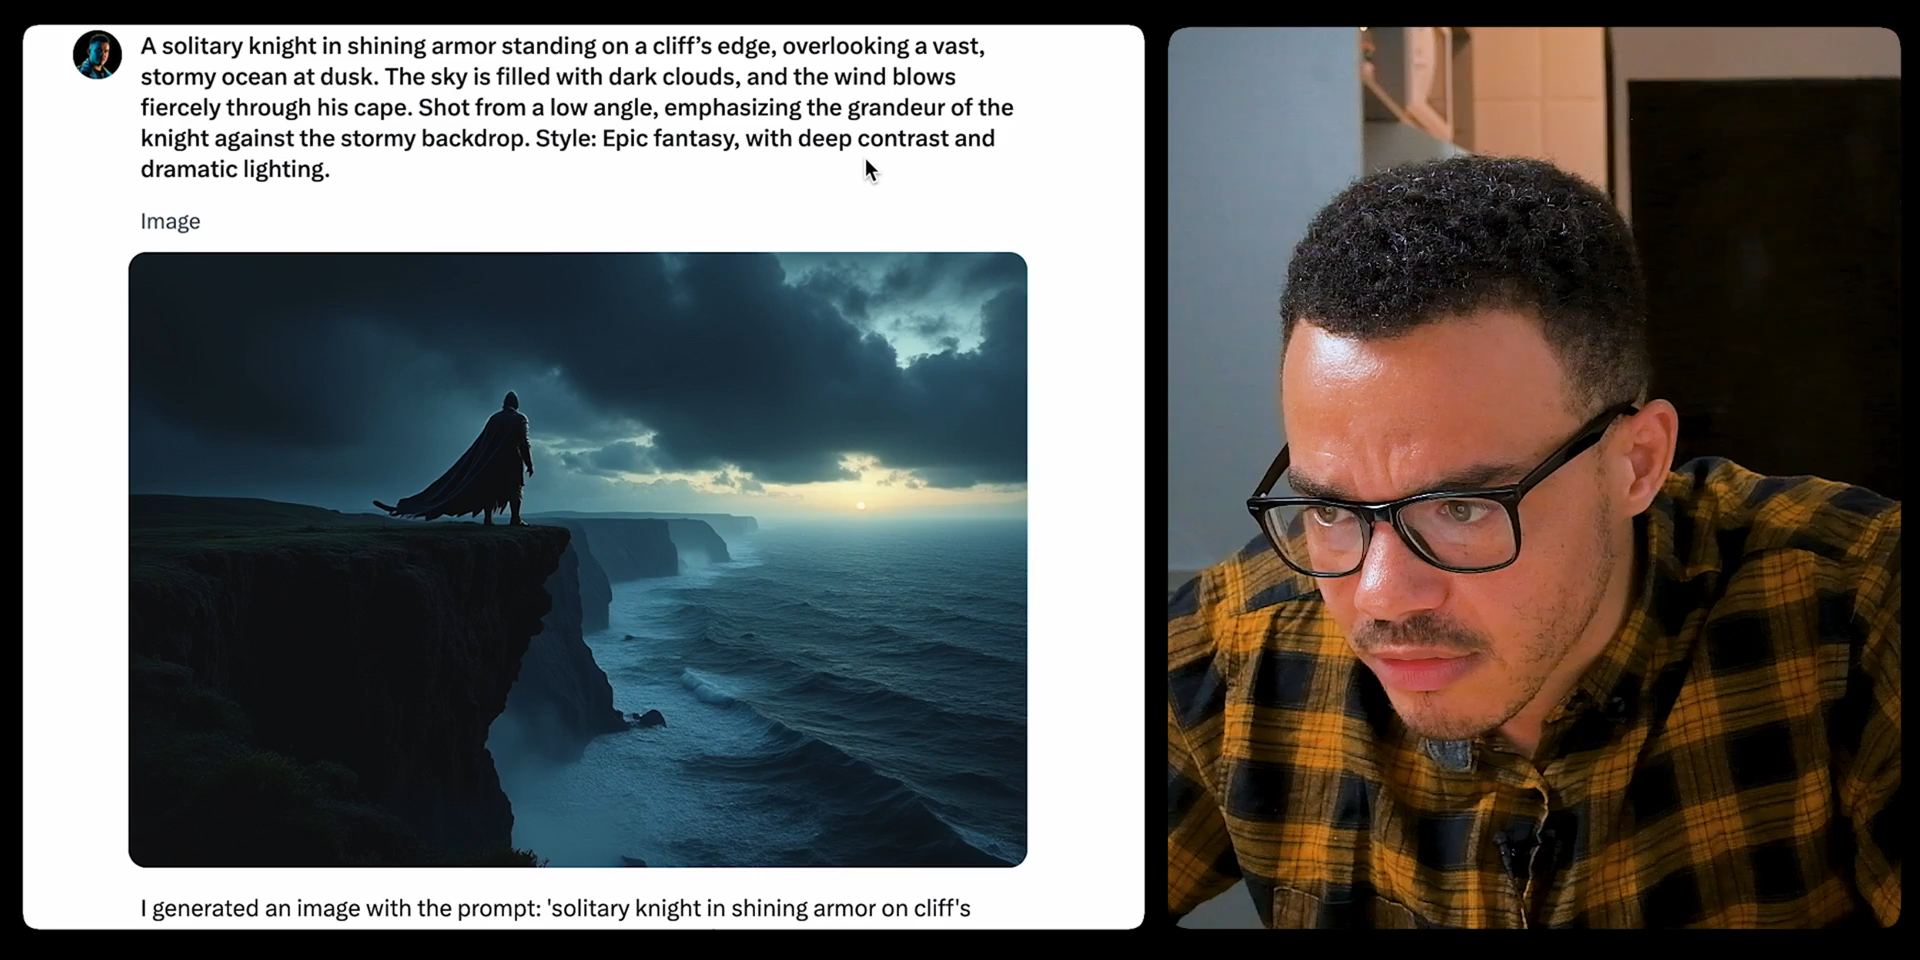 A solitary knight in shining armor standing on a cliff’s edge, overlooking a vast,
stormy ocean at dusk. The sky is filled with dark clouds, and the wind blows
fiercely through his cape. Shot from a low angle, emphasizing the grandeur of the
knight against the stormy backdrop. Style: Epic fantasy, with deep contrast and
dramatic lighting.
Image
I generated an image with the prompt: 'solitary knight in shining armor on cliff's